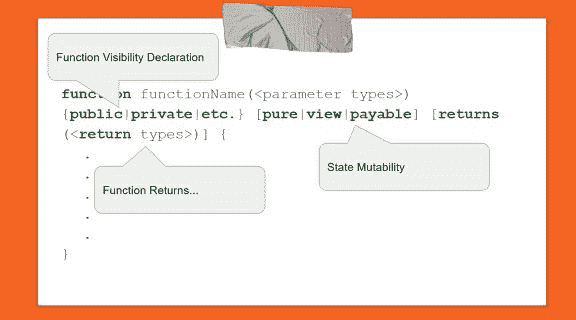 Function Visibility Declaration
function functionName(<parameter types>)
{public|private|etc.} [pure|view|payable] [returns
(<return types>)] {
State Mutability
Function Returns...
.
.
.
.
.
}